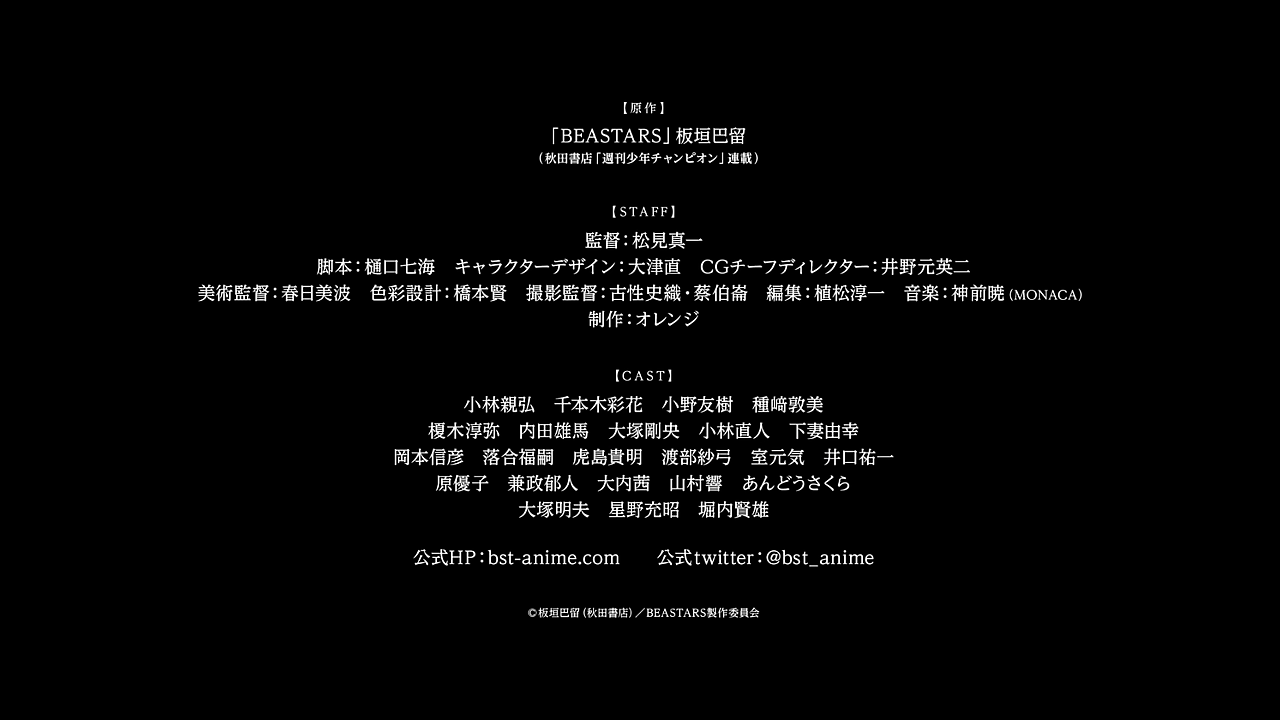 【原作】
「BEASTARS」板垣巴留
(秋田書店「週刊少年チャンピオン」連載)
【STAFF】
監督:松見真一
脚本:樋口七海　キャラクターデザイン:大津直　CGチーフディレクター:井野元英二
美術監督:春日美波　色彩設計:橋本賢　撮影監督:古性史織・蔡伯崙　編集:植松淳一　音楽:神前暁(MONACA)
制作:オレンジ
【CAST】
小林親弘　千本木彩花　小野友樹　種﨑敦美
榎木淳弥　内田雄馬　大塚剛央　小林直人　下妻由幸
岡本信彦　落合福嗣　虎島貴明　渡部紗弓　室元気　井口祐一
原優子　兼政郁人　大内茜　山村響　あんどうさくら
大塚明夫　星野充昭　堀内賢雄
公式HP:bst-anime.com　公式twitter:@bst_anime
©板垣巴留(秋田書店)／BEASTARS製作委員会